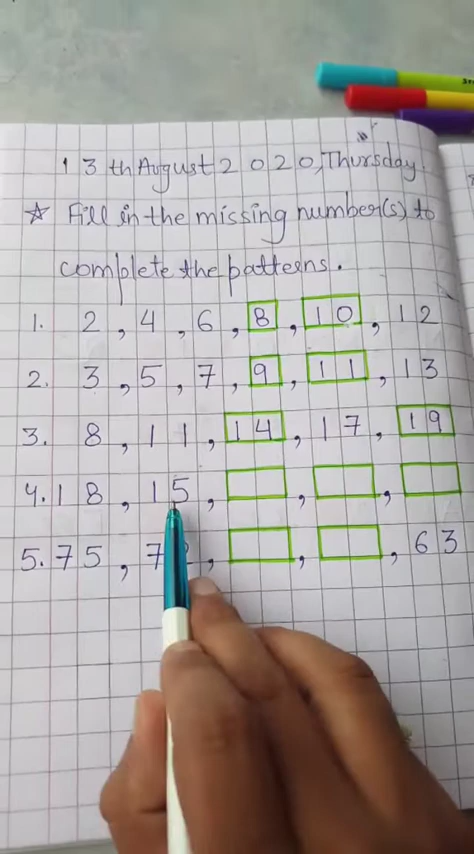 13th August 2020, Thursday.
☆ Fill in the missing number(s) to
complete the patterns.
1. 2, 4, 6, 8, 10, 12
2. 3, 5, 7, 9, 11, 13
3. 8, 11, 14, 17, 19
4. 18, 15, , ,
5. 75, 72, , , 63